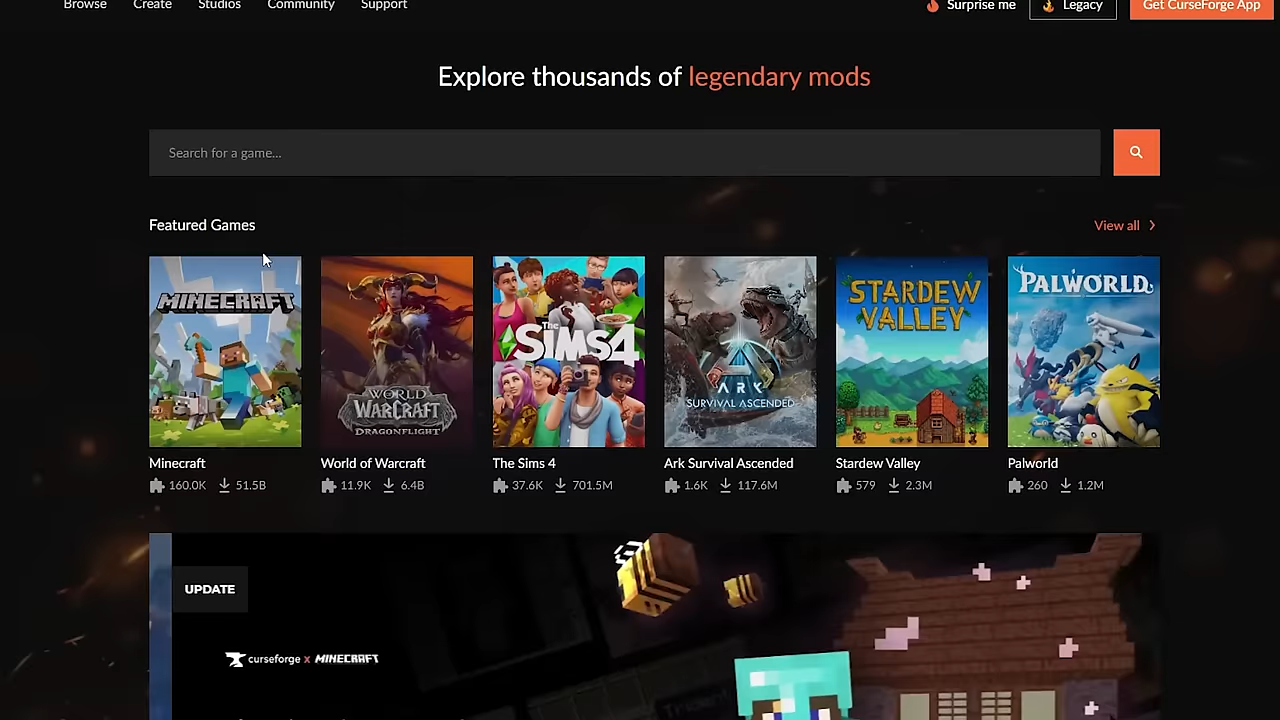 Browse Create Studios Community Support Surprise me Legacy Get CurseForge App
Explore thousands of legendary mods
Search for a game...
Featured Games View all
MINECRAFT
WORLD
WARCRAFT
DRAGONFLIGHT
The
SIMS4
ARK
SURVIVAL ASCENDED
STARDEW
VALLEY
PALWORLD
Minecraft World of Warcraft The Sims 4 Ark Survival Ascended Stardew Valley Palworld
160.0K 51.5B 11.9K 6.4B 37.6K 701.5M 1.6K 117.6M 579 2.3M 260 1.2M
UPDATE
curseforge x MINECRAFT